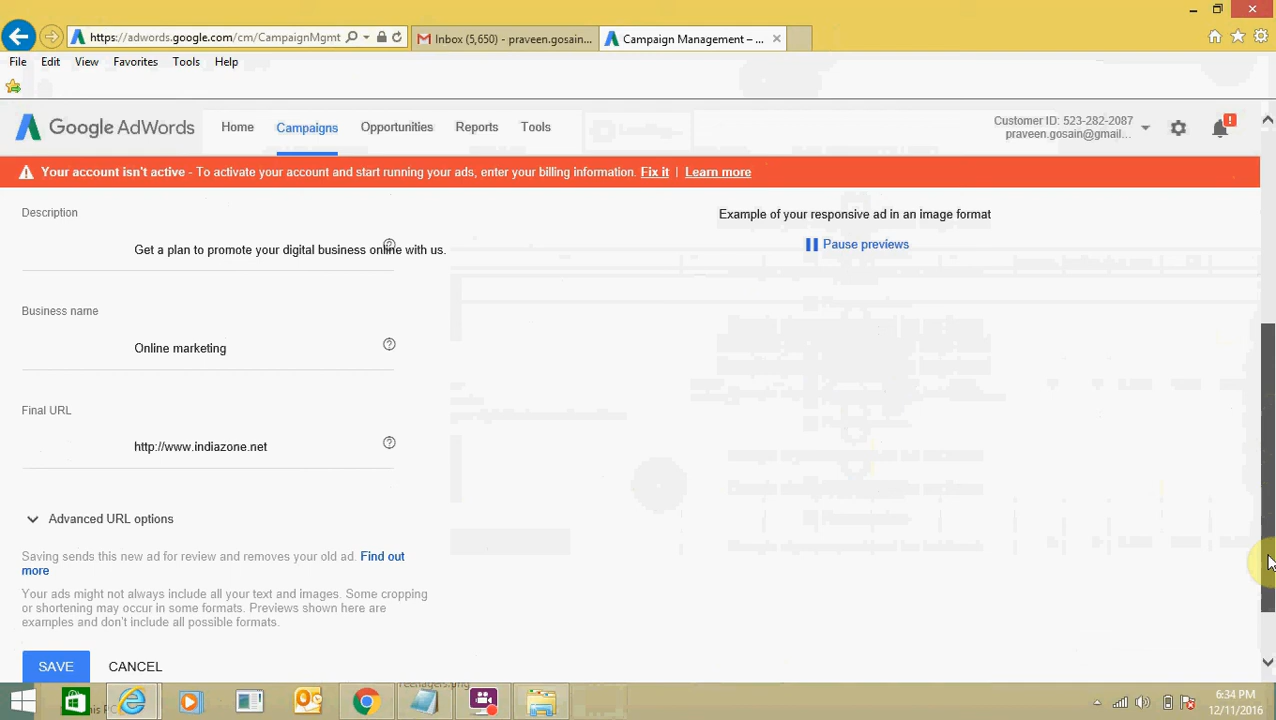 https://adwords.google.com/cm/CampaignMgmt
Inbox (5,650) - praveen.gosain...
Campaign Management – ...
File Edit View Favorites Tools Help
Google AdWords
Home Campaigns Opportunities Reports Tools
Customer ID: 523-282-2087
praveen.gosain@gmail...
!
Your account isn't active - To activate your account and start running your ads, enter your billing information. Fix it | Learn more
Description
Get a plan to promote your digital business online with us.
Business name
Online marketing
Final URL
http://www.indiazone.net
Advanced URL options
Saving sends this new ad for review and removes your old ad. Find out
more
Your ads might not always include all your text and images. Some cropping
or shortening may occur in some formats. Previews shown here are
examples and don't include all possible formats.
SAVE CANCEL
Example of your responsive ad in an image format
Pause previews
6:34 PM
12/11/2016